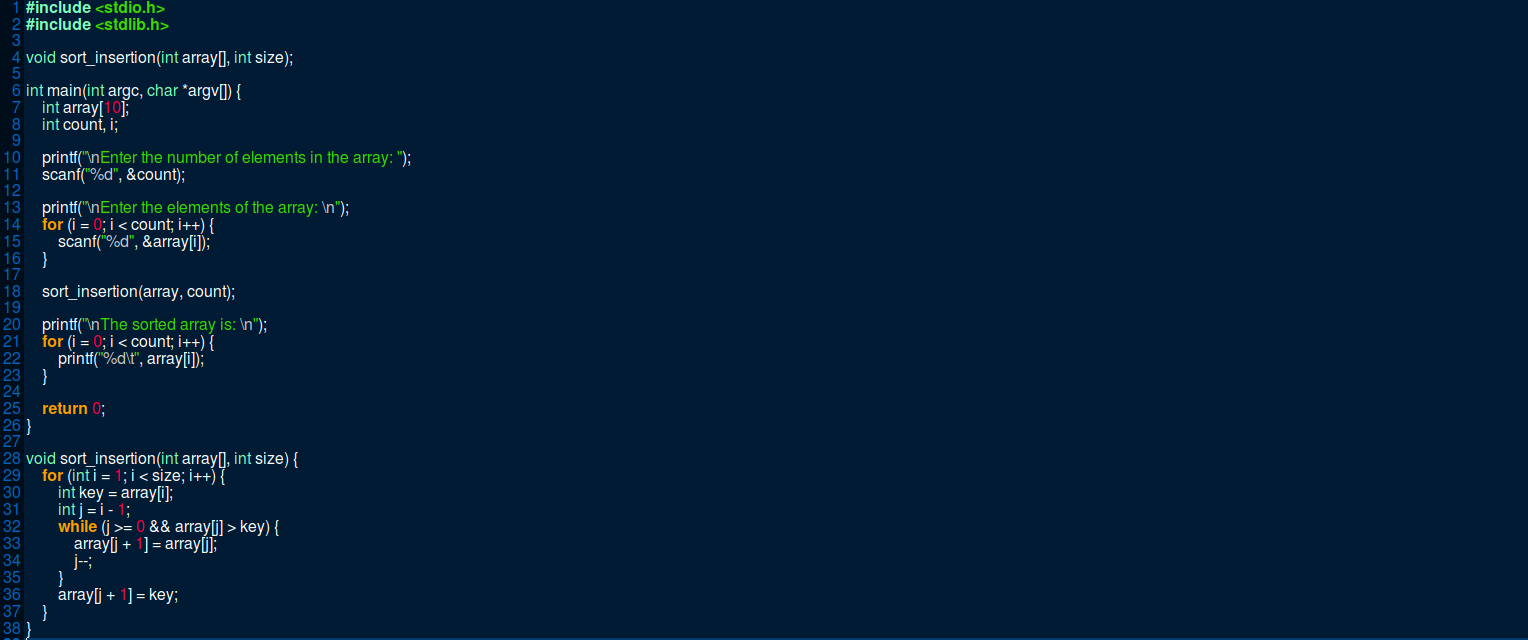 1 #include <stdio.h>
2 #include <stdlib.h>
3
4 void sort_insertion(int array[], int size);
5
6 int main(int argc, char *argv[]) {
7     int array[10];
8     int count, i;
9
10     printf("\nEnter the number of elements in the array: ");
11     scanf("%d", &count);
12
13     printf("\nEnter the elements of the array: \n");
14     for (i = 0; i < count; i++) {
15         scanf("%d", &array[i]);
16     }
17
18     sort_insertion(array, count);
19
20     printf("\nThe sorted array is: \n");
21     for (i = 0; i < count; i++) {
22         printf("%d\t", array[i]);
23     }
24
25     return 0;
26 }
27
28 void sort_insertion(int array[], int size) {
29     for (int i = 1; i < size; i++) {
30         int key = array[i];
31         int j = i - 1;
32         while (j >= 0 && array[j] > key) {
33             array[j + 1] = array[j];
34             j--;
35         }
36         array[j + 1] = key;
37     }
38 }